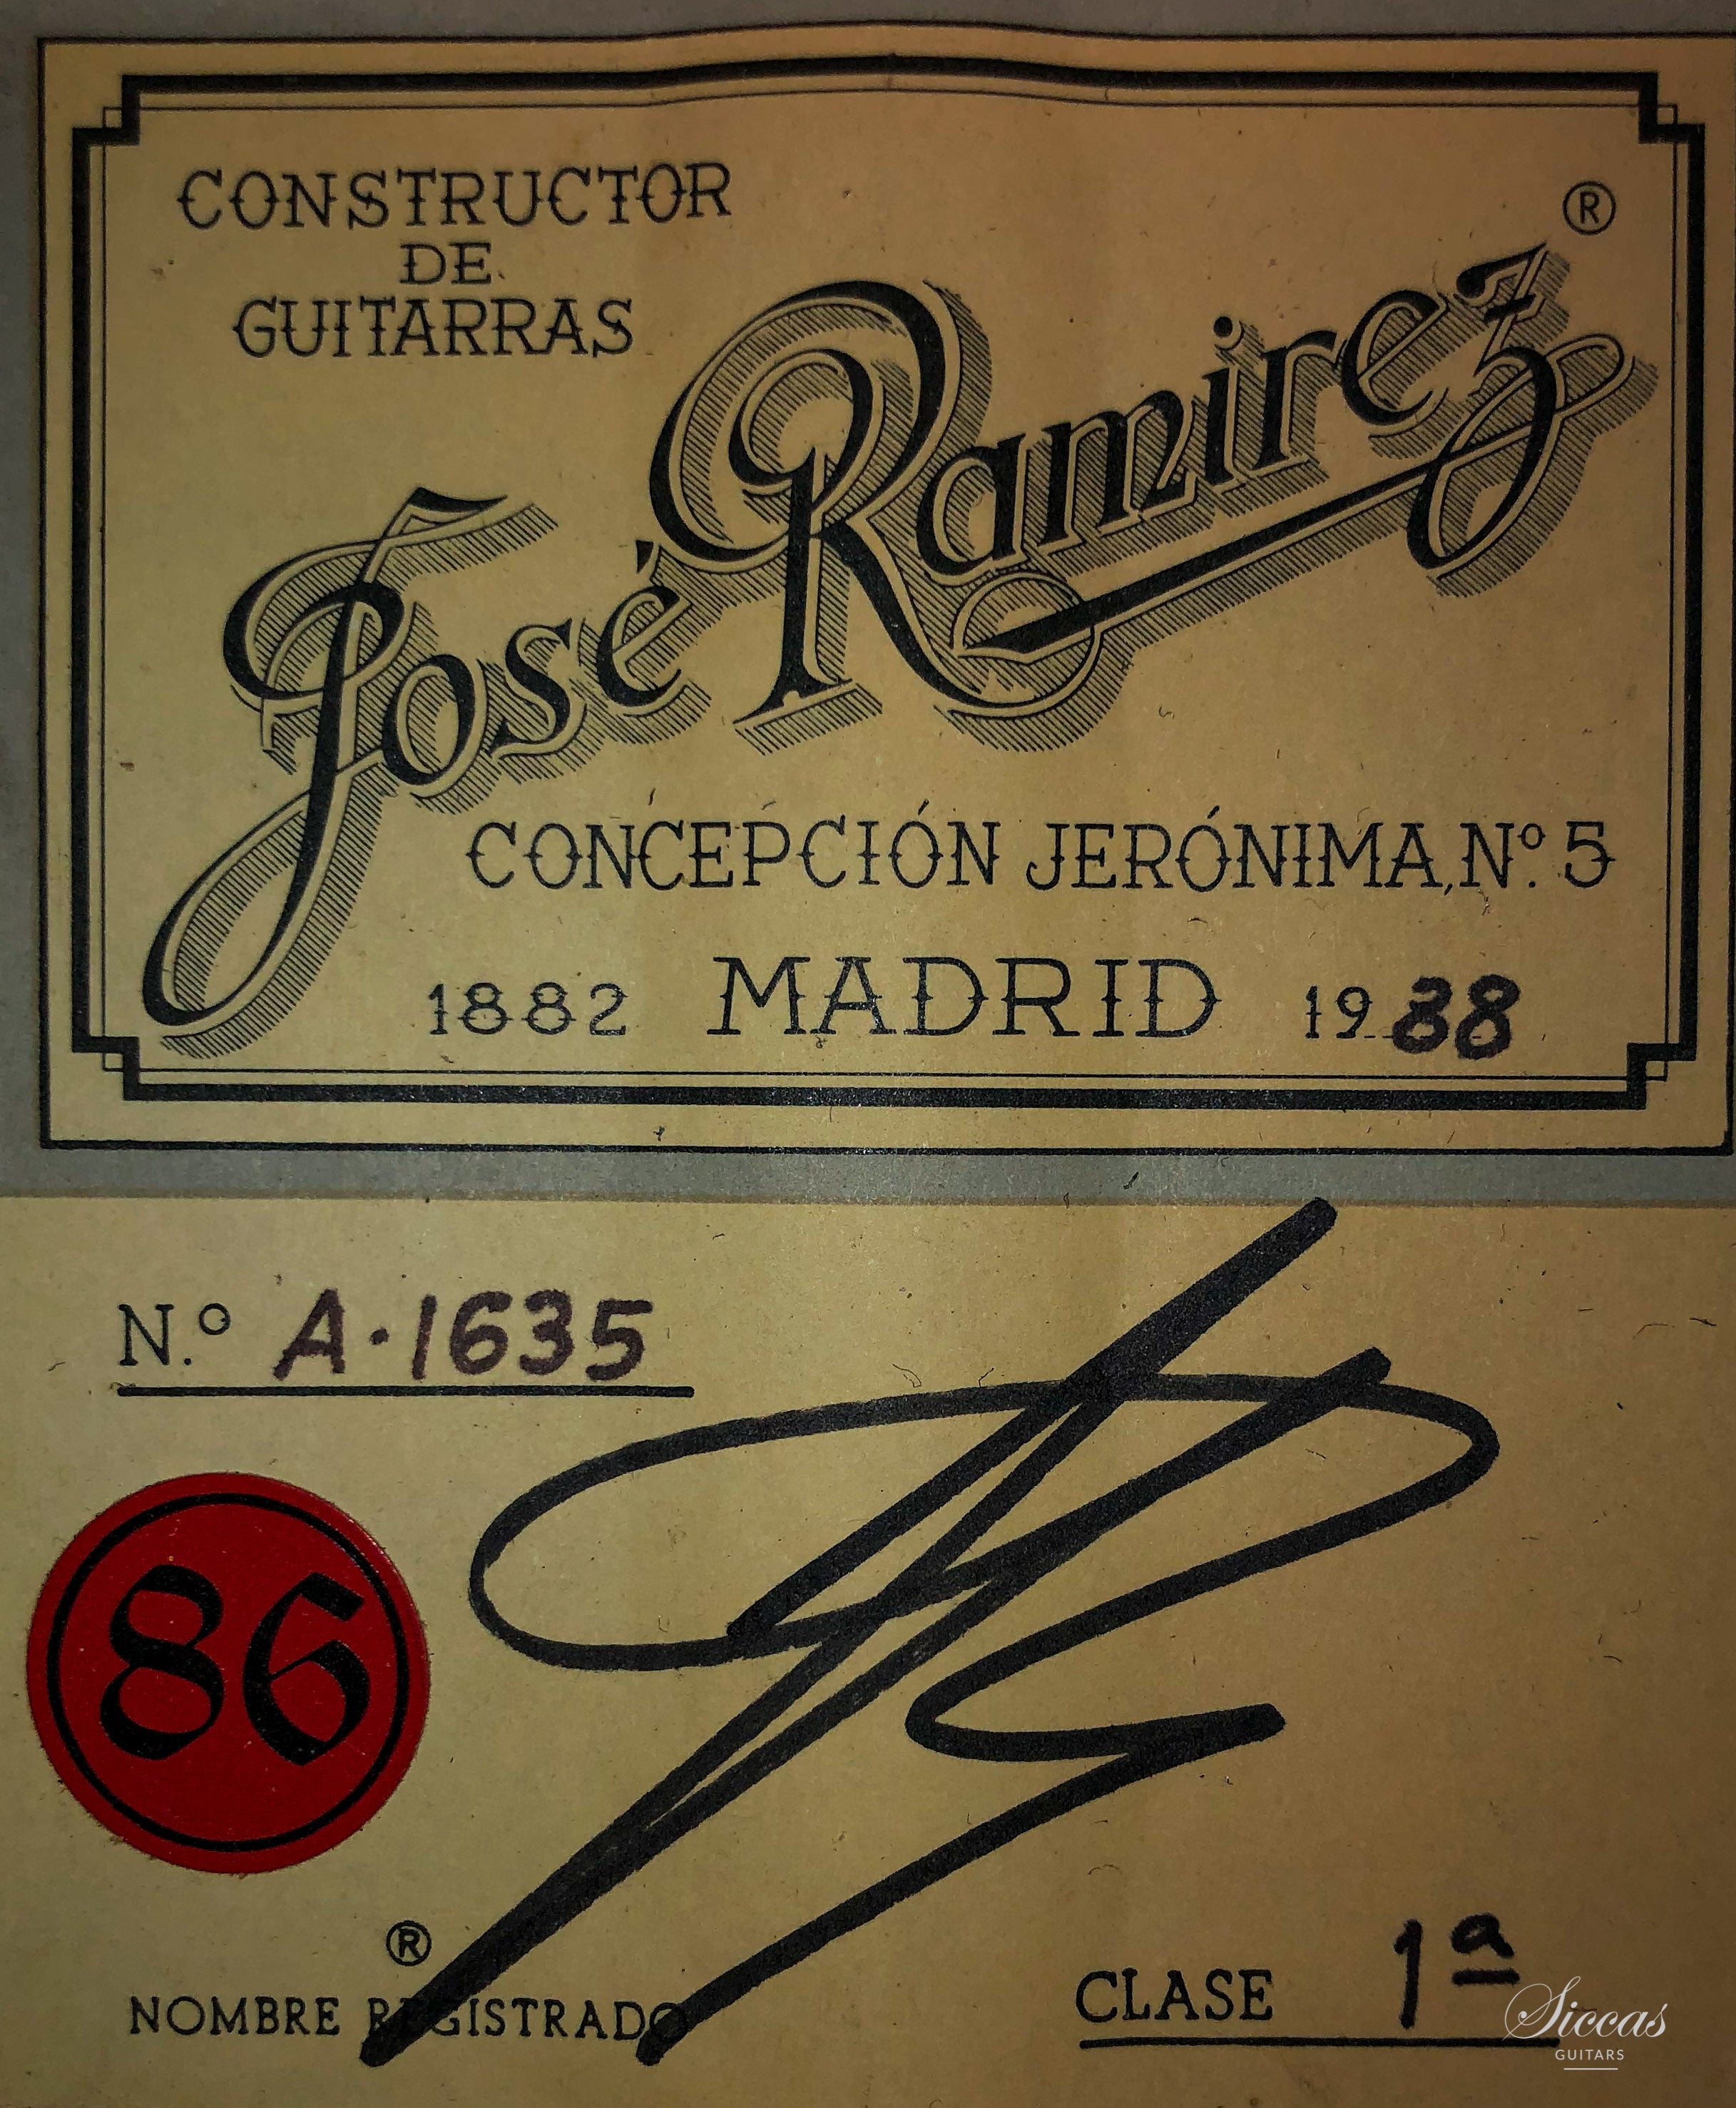 CONSTRUCTOR
DE
GUITARRAS
®
José Ramirez
CONCEPCIÓN JERÓNIMA, Nº. 5
1882 MADRID 1988
N.º A·1635
86
®
NOMBRE REGISTRADO
CLASE 1ª
Siccas
GUITARS